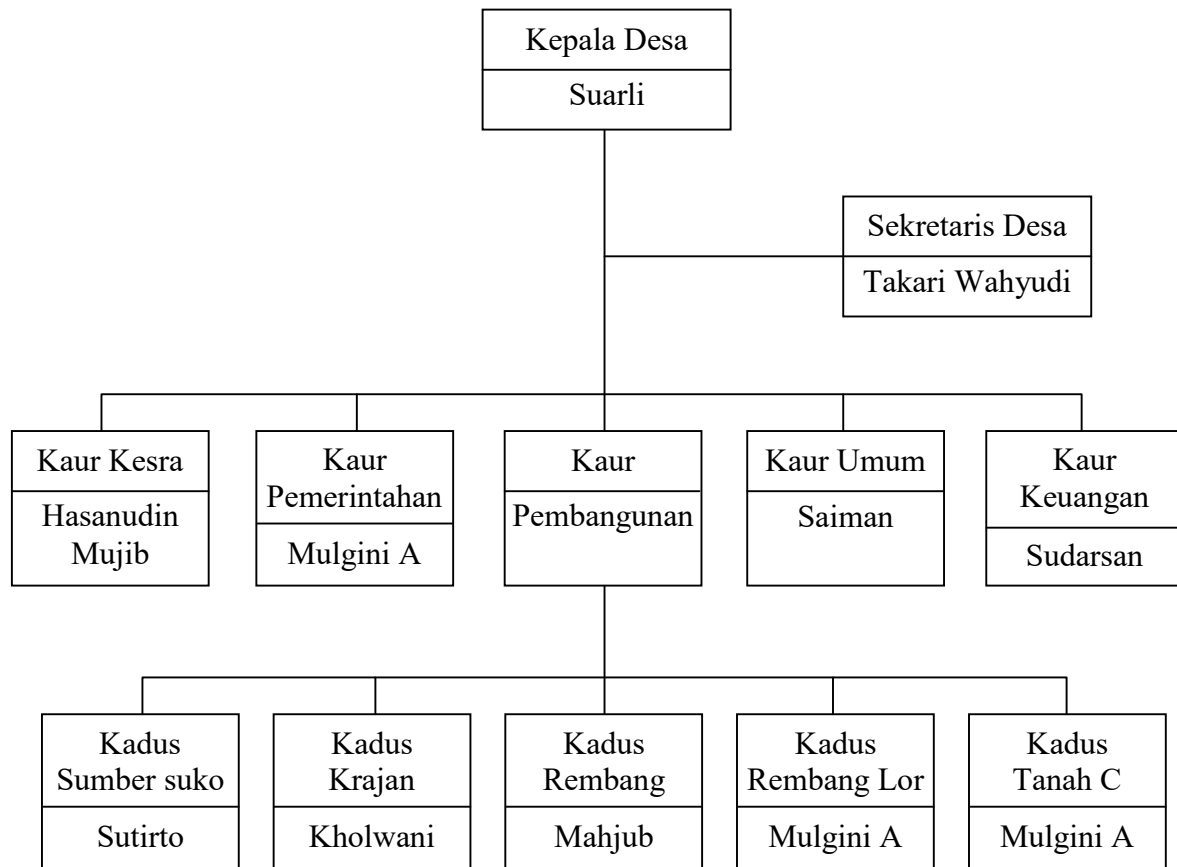 Kepala Desa
Suarli
Sekretaris Desa
Takari Wahyudi
Kaur Kesra
Hasanudin
Mujib
Kaur
Pemerintahan
Mulgini A
Kaur
Pembangunan
Kaur Umum
Saiman
Kaur
Keuangan
Sudarsan
Kadus
Sumber suko
Sutirto
Kadus
Krajan
Kholwani
Kadus
Rembang
Mahjub
Kadus
Rembang Lor
Mulgini A
Kadus
Tanah C
Mulgini A